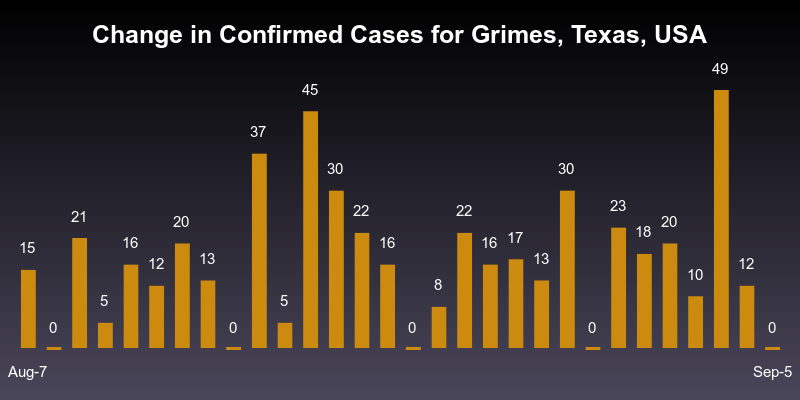 Change in Confirmed Cases for Grimes, Texas, USA
15 0 21 5 16 12 20 13 0 37 5 45 30 22 16 0 8 22 16 17 13 30 0 23 18 20 10 49 12 0
Aug-7 Sep-5